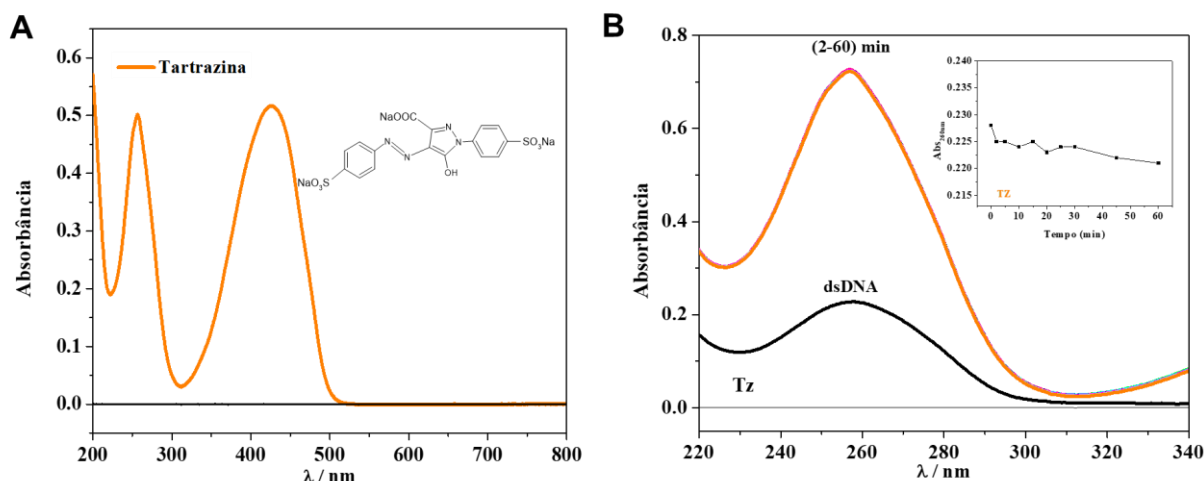 A
Absorbância
0.6
0.5
0.4
0.3
0.2
0.1
0.0
Tartrazina
NaOOC
N
N
N
N
OH
SO₃Na
NaO₃S
200 300 400 500 600 700 800
λ / nm
B
Absorbância
0.8
0.6
0.4
0.2
0.0
(2-60) min
dsDNA
Tz
220 240 260 280 300 320 340
λ / nm
Abs260nm
0.240
0.235
0.230
0.225
0.220
0.215
TZ
0 10 20 30 40 50 60
Tempo (min)